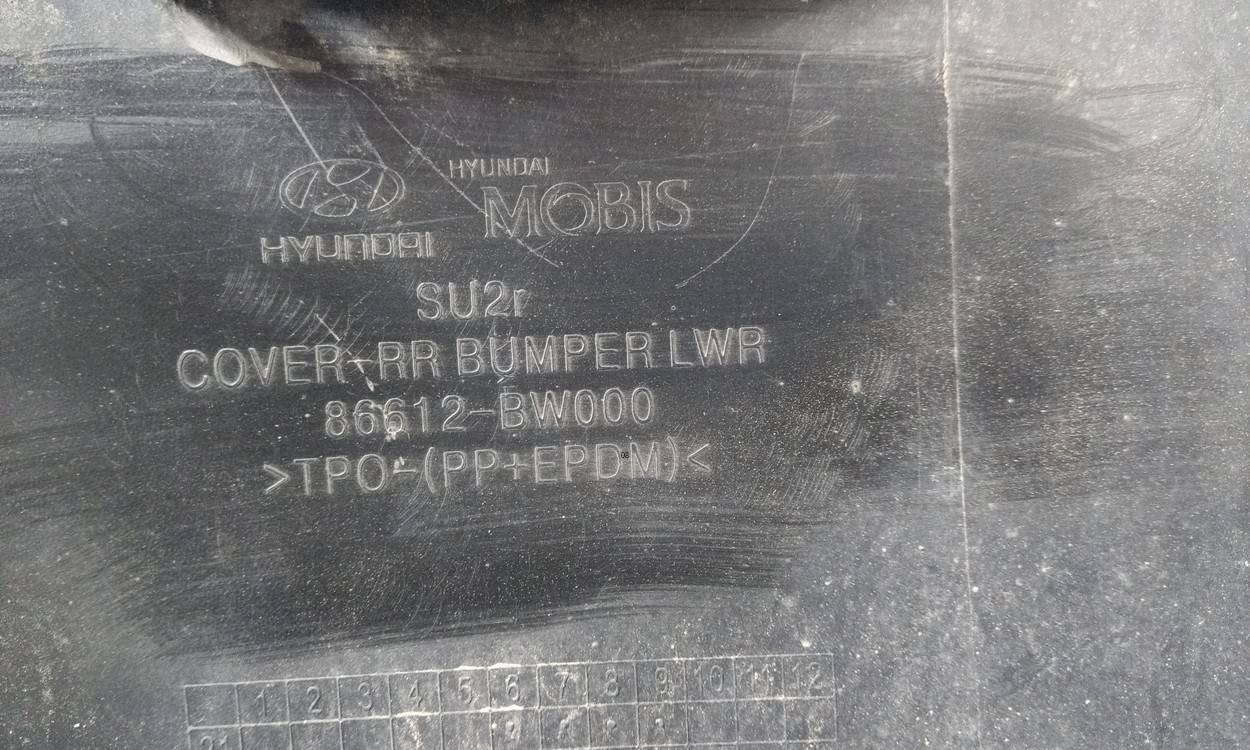 HYUNDAI
HYUNDAI
MOBIS
SU2r
COVER-RR BUMPER LWR
86612-BW000
>TPO-(PP+EPDM)<
1 2 3 4 5 6 7 8 9 10 11 12
21